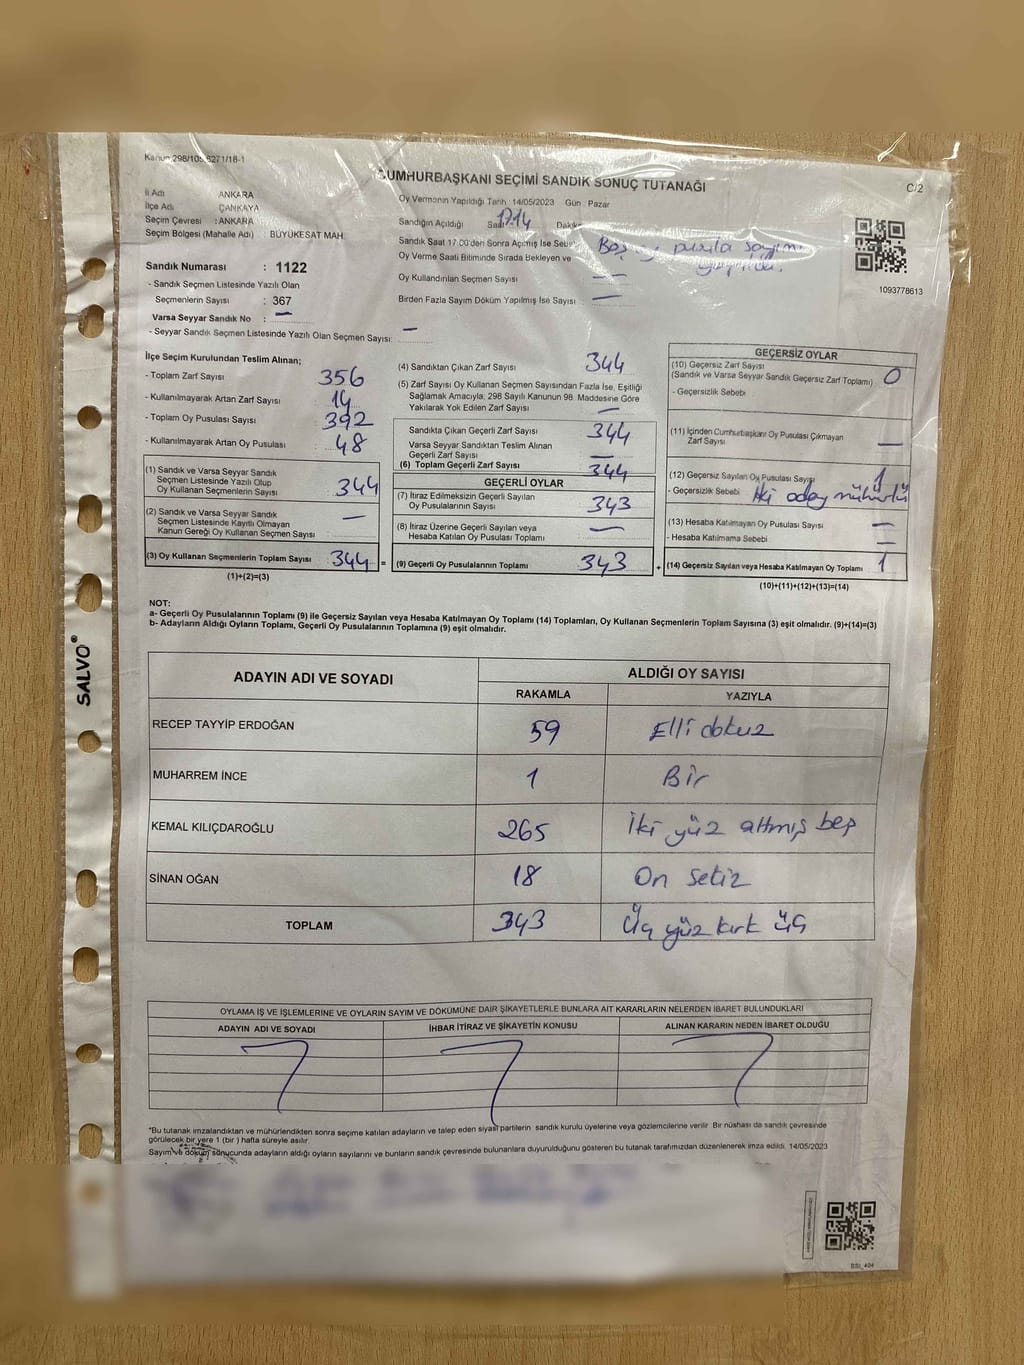 Kanun 298/105,6271/18-1
CUMHURBAŞKANI SEÇİMİ SANDIK SONUÇ TUTANAĞI
C/2
İl Adı ANKARA
İlçe Adı ÇANKAYA
Seçim Çevresi : ANKARA
Seçim Bölgesi (Mahalle Adı) : BÜYÜKESAT MAH.
Sandık Numarası : 1122
- Sandık Seçmen Listesinde Yazılı Olan
Seçmenlerin Sayısı : 367
Varsa Seyyar Sandık No : —
- Seyyar Sandık Seçmen Listesinde Yazılı Olan Seçmen Sayısı: —
Oy Vermenin Yapıldığı Tarih 14/05/2023 Gün : Pazar
Sandığın Açıldığı Saat 17.14 Dakika
Sandık Saat 17.00'den Sonra Açılmış İse Sebebi Boş oy pusula sayımı
Oy Verme Saati Bitiminde Sırada Bekleyen ve
Oy Kullandırılan Seçmen Sayısı — —
Birden Fazla Sayım Döküm Yapılmış İse Sayısı —
1093778613
İlçe Seçim Kurulundan Teslim Alınan;
- Toplam Zarf Sayısı 356
- Kullanılmayarak Artan Zarf Sayısı 14
- Toplam Oy Pusulası Sayısı 392
- Kullanılmayarak Artan Oy Pusulası 48
(1) Sandık ve Varsa Seyyar Sandık
Seçmen Listesinde Yazılı Olup
Oy Kullanan Seçmenlerin Sayısı 344
(2) Sandık ve Varsa Seyyar Sandık
Seçmen Listesinde Kayıtlı Olmayan
Kanun Gereği Oy Kullanan Seçmen Sayısı —
(3) Oy Kullanan Seçmenlerin Toplam Sayısı 344 =
(1)+(2)=(3)
(4) Sandıktan Çıkan Zarf Sayısı 344
(5) Zarf Sayısı Oy Kullanan Seçmen Sayısından Fazla İse, Eşitliği
Sağlamak Amacıyla, 298 Sayılı Kanunun 98. Maddesine Göre
Yakılarak Yok Edilen Zarf Sayısı —
Sandıkta Çıkan Geçerli Zarf Sayısı 344
Varsa Seyyar Sandıktan Teslim Alınan
Geçerli Zarf Sayısı —
(6) Toplam Geçerli Zarf Sayısı 344
GEÇERLİ OYLAR
(7) İtiraz Edilmeksizin Geçerli Sayılan
Oy Pusulalarının Sayısı 343
(8) İtiraz Üzerine Geçerli Sayılan veya
Hesaba Katılan Oy Pusulası Toplamı —
(9) Geçerli Oy Pusulalarının Toplamı 343 +
GEÇERSİZ OYLAR
(10) Geçersiz Zarf Sayısı
(Sandık ve Varsa Seyyar Sandık Geçersiz Zarf Toplamı) 0
- Geçersizlik Sebebi
(11) İçinden Cumhurbaşkanı Oy Pusulası Çıkmayan
Zarf Sayısı —
(12) Geçersiz Sayılan Oy Pusulası Sayısı 1
- Geçersizlik Sebebi İki aday mühürlü
(13) Hesaba Katılmayan Oy Pusulası Sayısı —
- Hesaba Katılmama Sebebi —
(14) Geçersiz Sayılan veya Hesaba Katılmayan Oy Toplamı 1
(10)+(11)+(12)+(13)=(14)
NOT:
a- Geçerli Oy Pusulalarının Toplamı (9) ile Geçersiz Sayılan veya Hesaba Katılmayan Oy Toplamı (14) Toplamları, Oy Kullanan Seçmenlerin Toplam Sayısına (3) eşit olmalıdır. (9)+(14)=(3)
b- Adayların Aldığı Oyların Toplamı, Geçerli Oy Pusulalarının Toplamına (9) eşit olmalıdır.
ADAYIN ADI VE SOYADI ALDIĞI OY SAYISI
RAKAMLA YAZIYLA
RECEP TAYYİP ERDOĞAN 59 Elli dokuz
MUHARREM İNCE 1 Bir
KEMAL KILIÇDAROĞLU 265 İki yüz altmış beş
SİNAN OĞAN 18 On sekiz
TOPLAM 343 Üç yüz kırk üç
OYLAMA İŞ VE İŞLEMLERİNE VE OYLARIN SAYIM VE DÖKÜMÜNE DAİR ŞİKAYETLERLE BUNLARA AİT KARARLARIN NELERDEN İBARET BULUNDUKLARI
ADAYIN ADI VE SOYADI İHBAR İTİRAZ VE ŞİKAYETİN KONUSU ALINAN KARARIN NEDEN İBARET OLDUĞU
*Bu tutanak imzalandıktan ve mühürlendikten sonra seçime katılan adayların ve talep eden siyasi partilerin sandık kurulu üyelerine veya gözlemcilerine verilir. Bir nüshası da sandık çevresinde
görülecek bir yere 1 (bir ) hafta süreyle asılır.
Sayım ve döküm sonucunda adayların aldığı oyların sayılarını ve bunların sandık çevresinde bulunanlara duyurulduğunu gösteren bu tutanak tarafımızdan düzenlenerek imza edildi. 14/05/2023
SALVO®